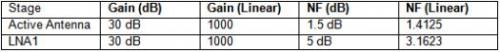 Stage Gain (dB) Gain (Linear) NF (dB) NF (Linear)
Active Antenna 30 dB 1000 1.5 dB 1.4125
LNA1 30 dB 1000 5 dB 3.1623